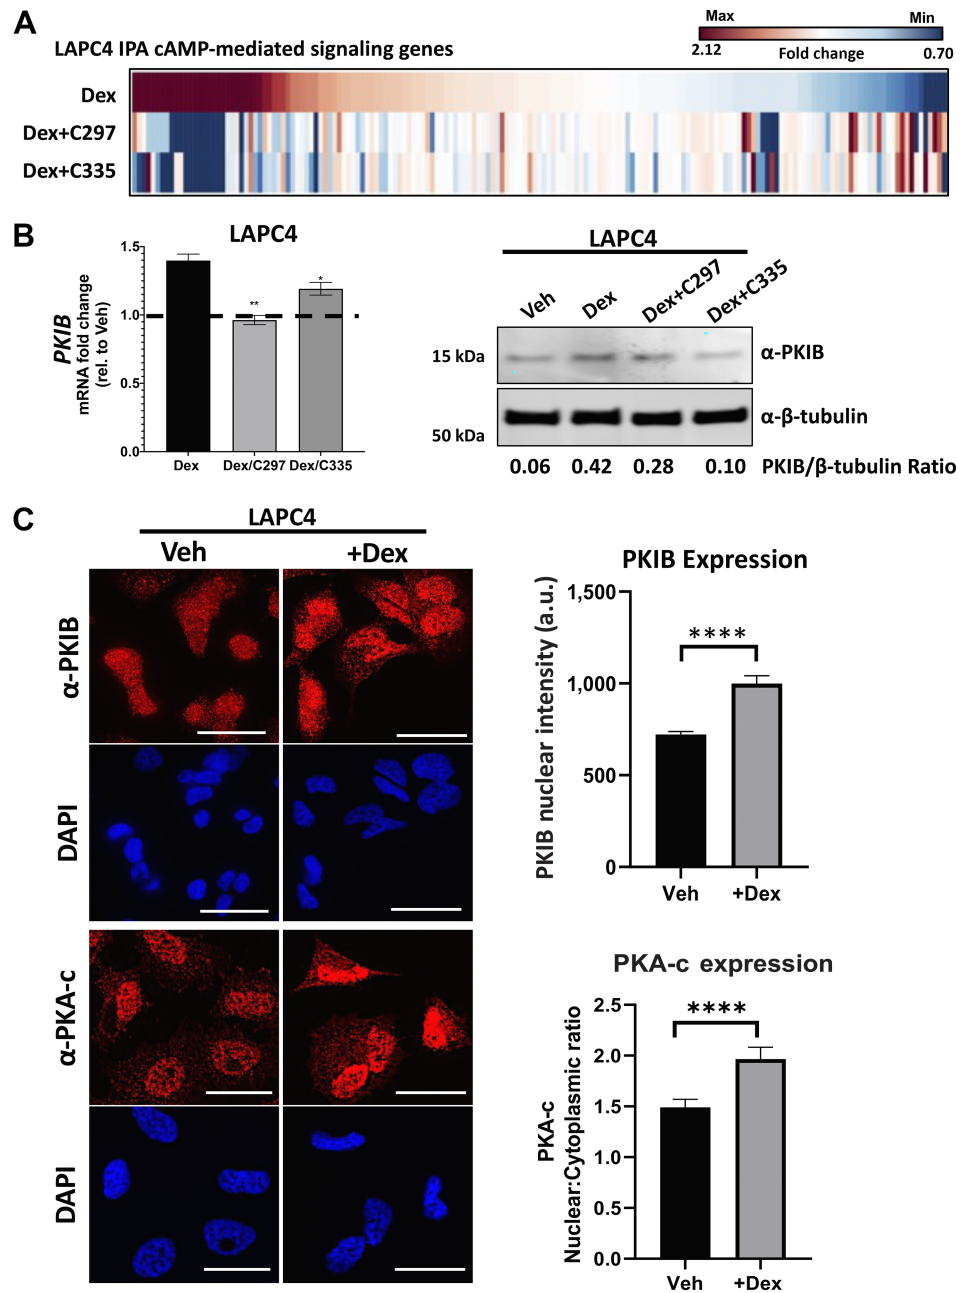 A
LAPC4 IPA cAMP-mediated signaling genes
Max
Min
2.12
Fold change
0.70
Dex
Dex+C297
Dex+C335
B
LAPC4
PKIB
mRNA fold change
(rel. to Veh)
1.5
1.0
0.5
0.0
**
*
Dex
Dex/C297
Dex/C335
LAPC4
Veh
Dex
Dex+C297
Dex+C335
15 kDa
α-PKIB
50 kDa
α-β-tubulin
0.06 0.42 0.28 0.10 PKIB/β-tubulin Ratio
C
LAPC4
Veh
+Dex
α-PKIB
DAPI
α-PKA-c
DAPI
PKIB Expression
PKIB nuclear intensity (a.u.)
1,500
1,000
500
0
****
Veh
+Dex
PKA-c expression
PKA-c
Nuclear:Cytoplasmic ratio
2.5
2.0
1.5
1.0
0.5
0.0
****
Veh
+Dex